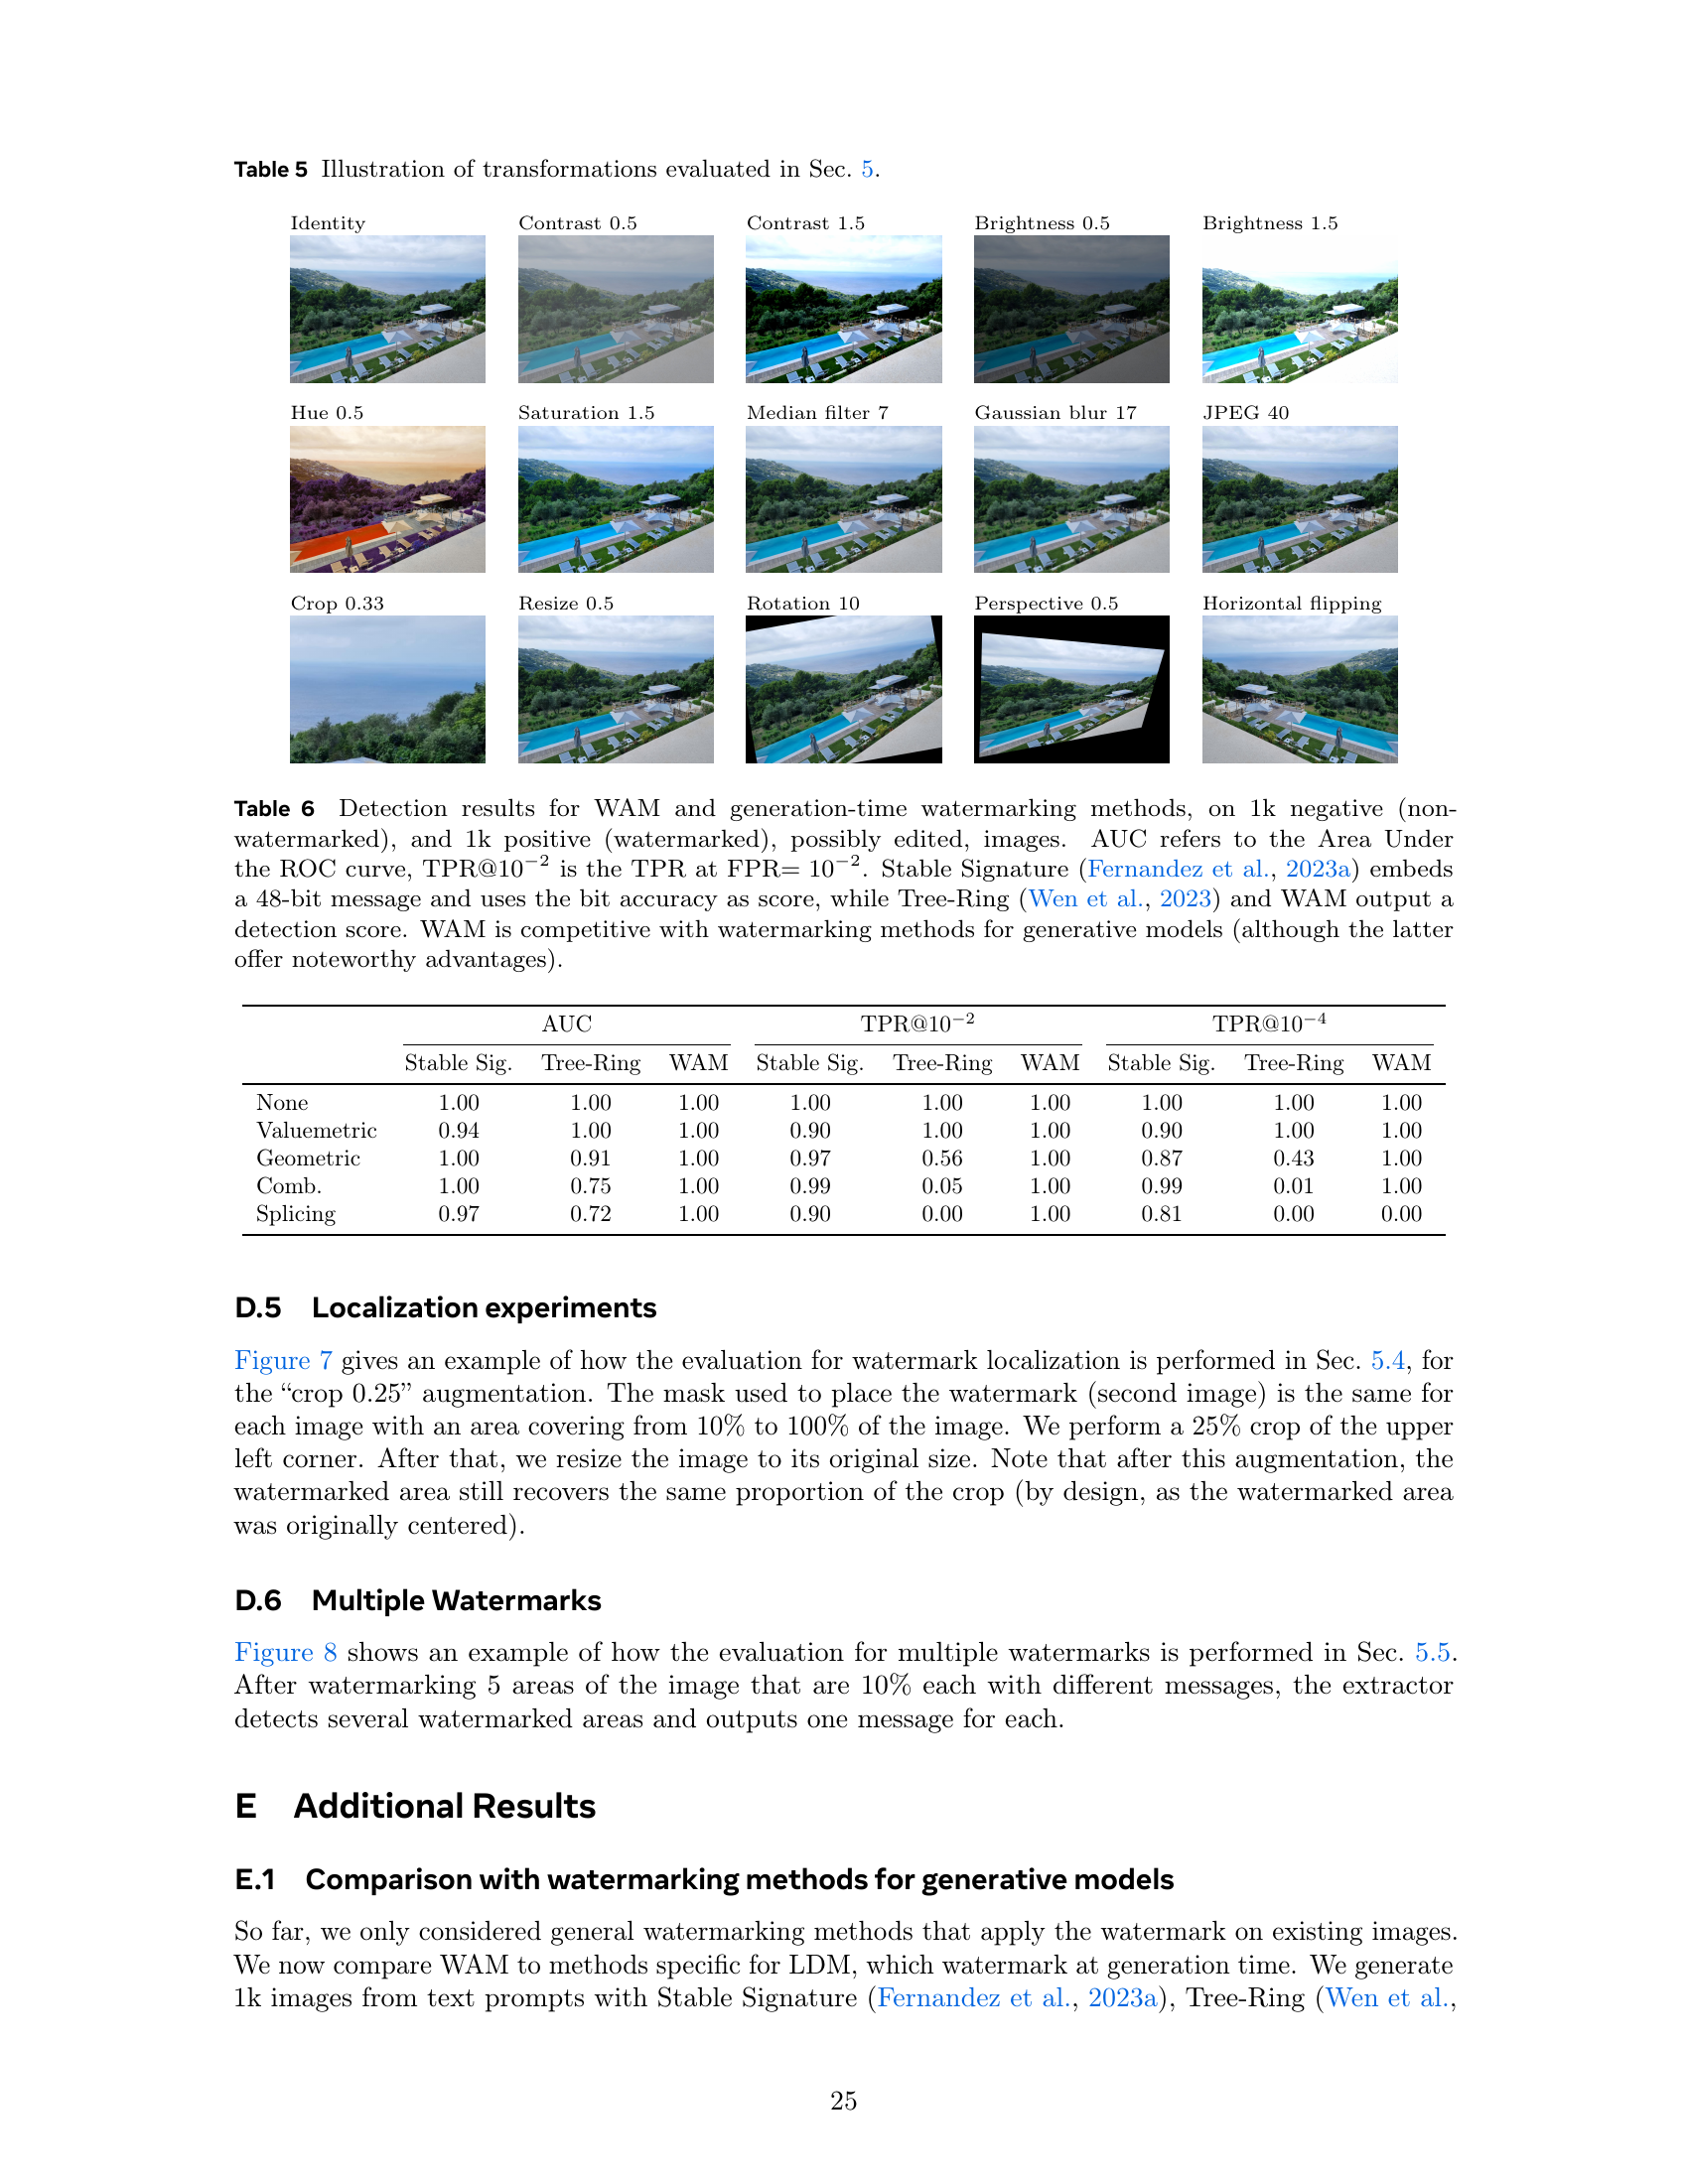 Table 5 Illustration of transformations evaluated in Sec. 5.
Identity Contrast 0.5 Contrast 1.5 Brightness 0.5 Brightness 1.5
Hue 0.5 Saturation 1.5 Median filter 7 Gaussian blur 17 JPEG 40
Crop 0.33 Resize 0.5 Rotation 10 Perspective 0.5 Horizontal flipping
Table 6 Detection results for WAM and generation-time watermarking methods, on 1k negative (non-
watermarked), and 1k positive (watermarked), possibly edited, images. AUC refers to the Area Under
the ROC curve, TPR@10⁻² is the TPR at FPR= 10⁻². Stable Signature (Fernandez et al., 2023a) embeds
a 48-bit message and uses the bit accuracy as score, while Tree-Ring (Wen et al., 2023) and WAM output a
detection score. WAM is competitive with watermarking methods for generative models (although the latter
offer noteworthy advantages).
AUC TPR@10⁻² TPR@10⁻⁴
Stable Sig. Tree-Ring WAM Stable Sig. Tree-Ring WAM Stable Sig. Tree-Ring WAM
None 1.00 1.00 1.00 1.00 1.00 1.00 1.00 1.00 1.00
Valuemetric 0.94 1.00 1.00 0.90 1.00 1.00 0.90 1.00 1.00
Geometric 1.00 0.91 1.00 0.97 0.56 1.00 0.87 0.43 1.00
Comb. 1.00 0.75 1.00 0.99 0.05 1.00 0.99 0.01 1.00
Splicing 0.97 0.72 1.00 0.90 0.00 1.00 0.81 0.00 0.00
D.5 Localization experiments
Figure 7 gives an example of how the evaluation for watermark localization is performed in Sec. 5.4, for
the “crop 0.25” augmentation. The mask used to place the watermark (second image) is the same for
each image with an area covering from 10% to 100% of the image. We perform a 25% crop of the upper
left corner. After that, we resize the image to its original size. Note that after this augmentation, the
watermarked area still recovers the same proportion of the crop (by design, as the watermarked area
was originally centered).
D.6 Multiple Watermarks
Figure 8 shows an example of how the evaluation for multiple watermarks is performed in Sec. 5.5.
After watermarking 5 areas of the image that are 10% each with different messages, the extractor
detects several watermarked areas and outputs one message for each.
E Additional Results
E.1 Comparison with watermarking methods for generative models
So far, we only considered general watermarking methods that apply the watermark on existing images.
We now compare WAM to methods specific for LDM, which watermark at generation time. We generate
1k images from text prompts with Stable Signature (Fernandez et al., 2023a), Tree-Ring (Wen et al.,
25